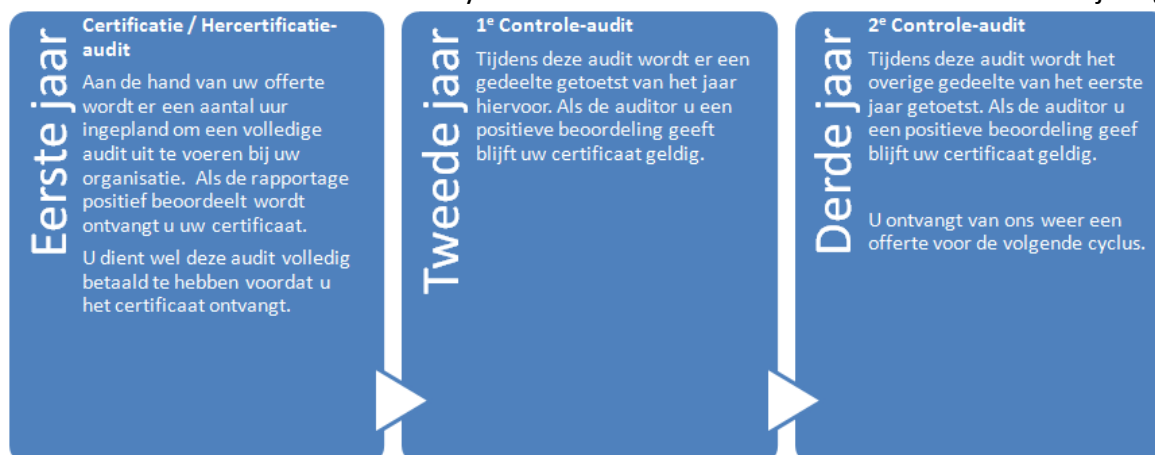 Eerste jaar
Certificatie / Hercertificatie-
audit
Aan de hand van uw offerte
wordt er een aantal uur
ingepland om een volledige
audit uit te voeren bij uw
organisatie. Als de rapportage
positief beoordeelt wordt
ontvangt u uw certificaat.
U dient wel deze audit volledig
betaald te hebben voordat u
het certificaat ontvangt.
Tweede jaar
1e Controle-audit
Tijdens deze audit wordt er een
gedeelte getoetst van het jaar
hiervoor. Als de auditor u een
positieve beoordeling geeft
blijft uw certificaat geldig.
Derde jaar
2e Controle-audit
Tijdens deze audit wordt het
overige gedeelte van het eerste
jaar getoetst. Als de auditor u
een positieve beoordeling geef
blijft uw certificaat geldig.
U ontvangt van ons weer een
offerte voor de volgende cyclus.